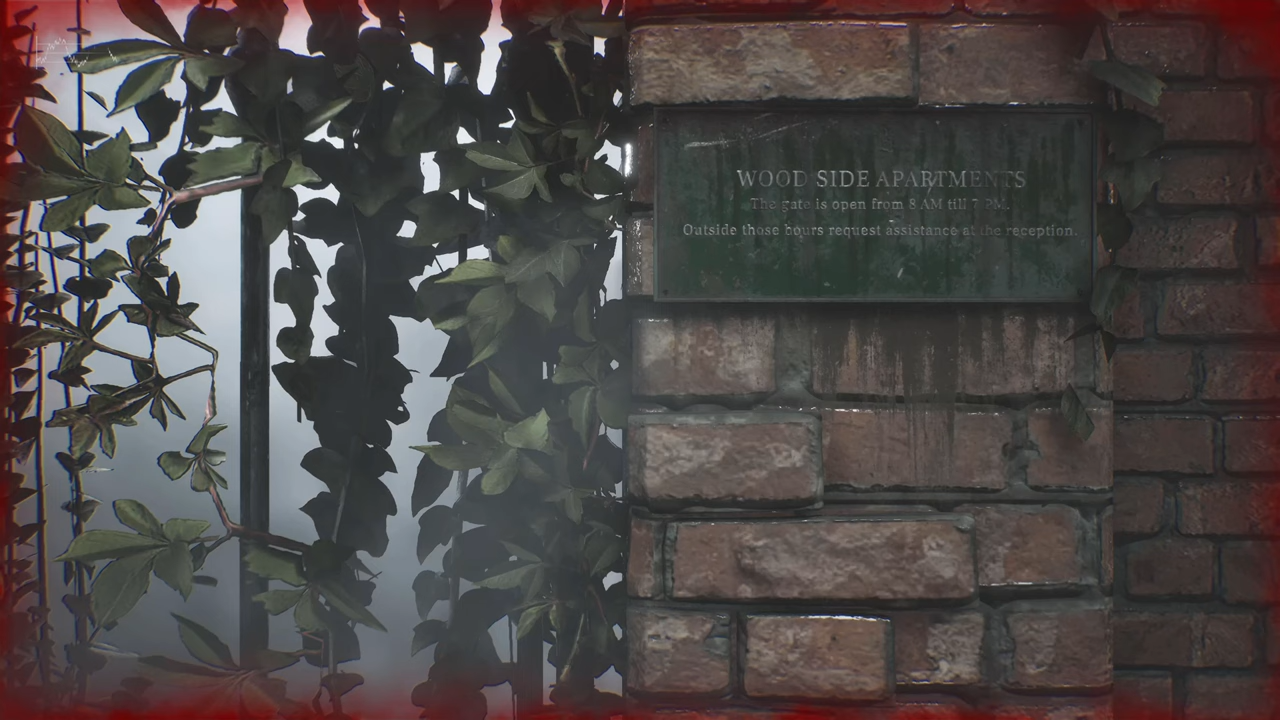 WOOD SIDE APARTMENTS
The gate is open from 8 AM till 7 PM.
Outside those hours request assistance at the reception.